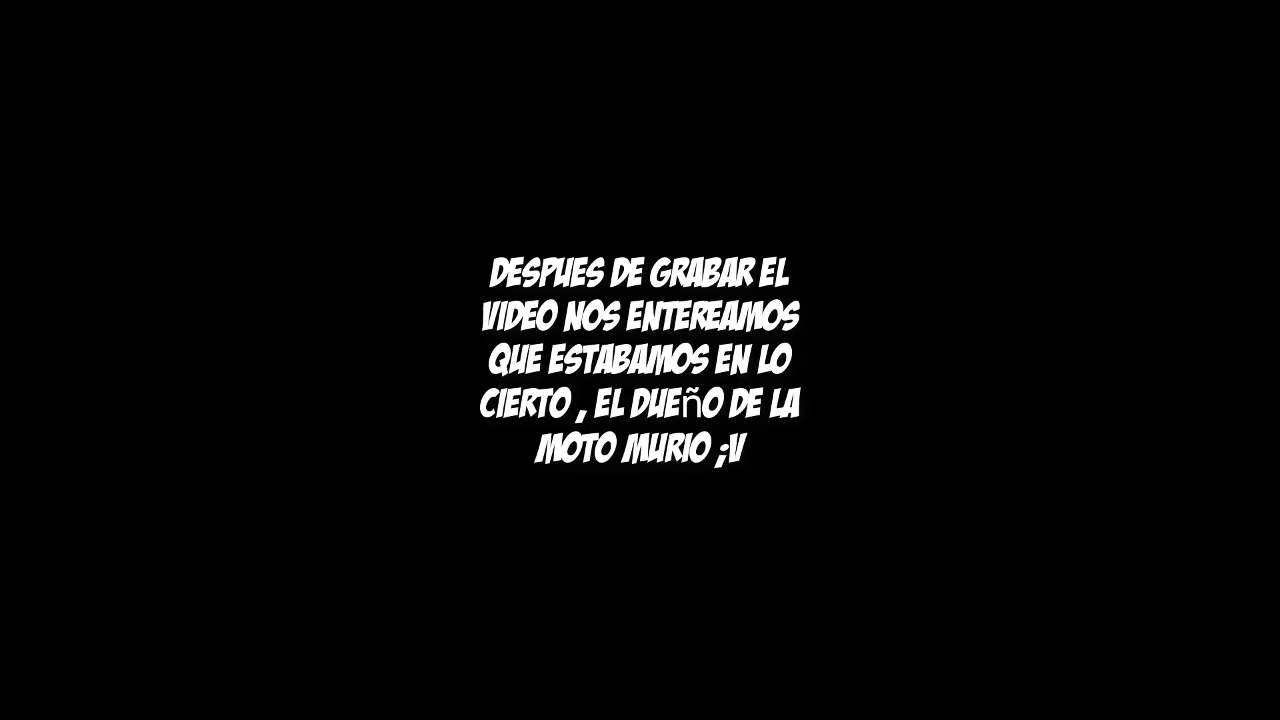 DESPUES DE GRABAR EL
VIDEO NOS ENTEREAMOS
QUE ESTABAMOS EN LO
CIERTO , EL DUEñO DE LA
MOTO MURIO ;V